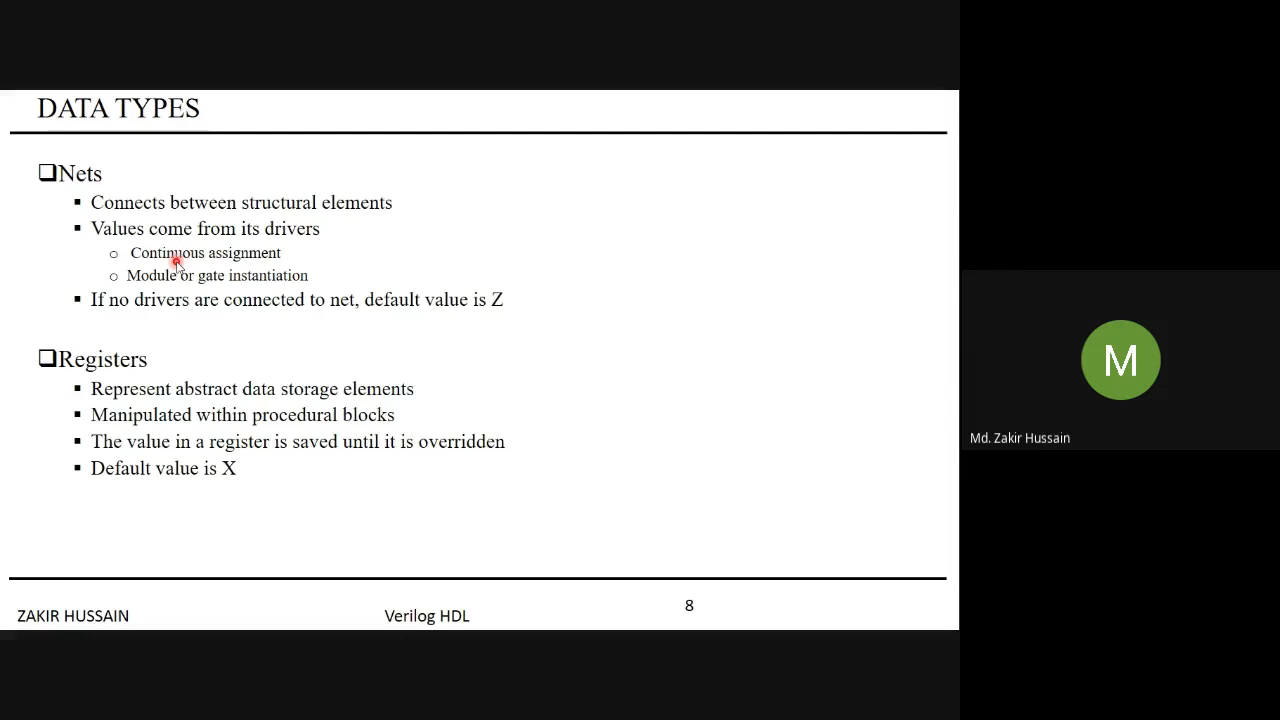 DATA TYPES
❑Nets
▪ Connects between structural elements
▪ Values come from its drivers
o Continuous assignment
o Module or gate instantiation
▪ If no drivers are connected to net, default value is Z
❑Registers
▪ Represent abstract data storage elements
▪ Manipulated within procedural blocks
▪ The value in a register is saved until it is overridden
▪ Default value is X
ZAKIR HUSSAIN
Verilog HDL
8
M
Md. Zakir Hussain